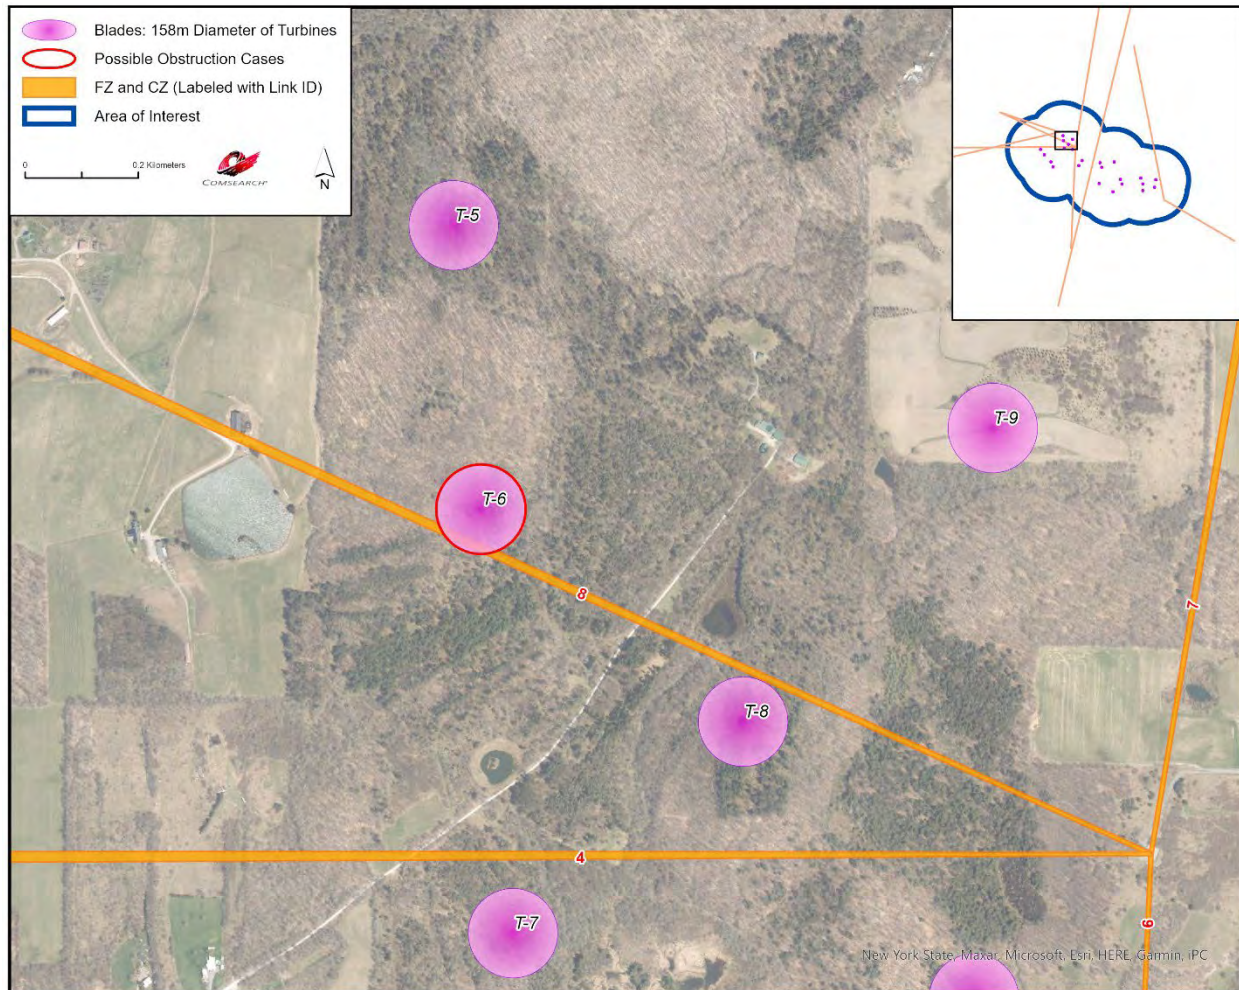 Blades: 158m Diameter of Turbines
Possible Obstruction Cases
FZ and CZ (Labeled with Link ID)
Area of Interest
0 0.2 Kilometers
COMSEARCH
N
T-5
T-9
T-6
8
7
T-8
4
T-7
6
New York State, Maxar, Microsoft, Esri, HERE, Garmin, iPC